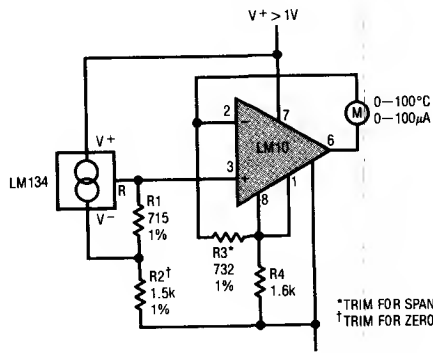 V+ > 1V
2
7
6
M
0–100°C
0–100μA
V+
LM10
LM134
R
3
8
1
V−
R1
715
1%
R3*
732
1%
R4
1.6k
R2†
1.5k
1%
*TRIM FOR SPAN
†TRIM FOR ZERO